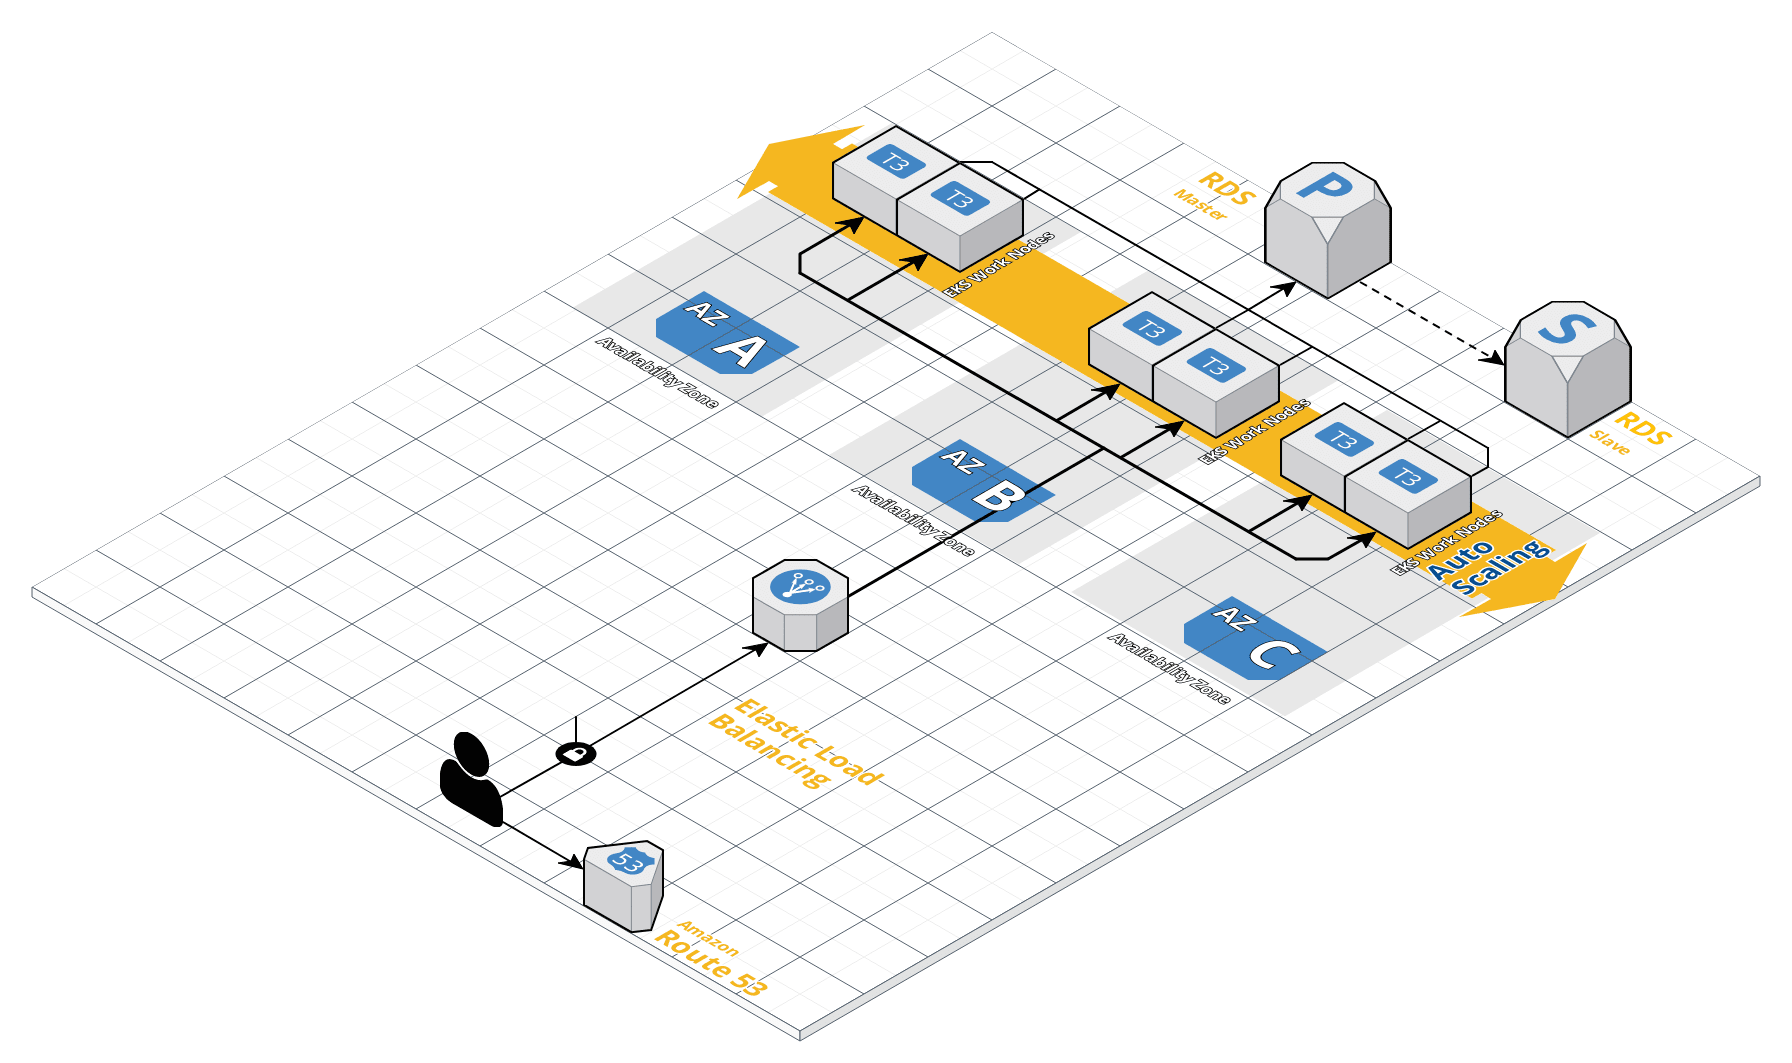 T3
T3
EKS Work Nodes
RDS
Master
P
S
RDS
Slave
AZ A
Availability Zone
T3
T3
EKS Work Nodes
AZ B
Availability Zone
T3
T3
EKS Work Nodes
Auto
Scaling
AZ C
Availability Zone
Elastic Load
Balancing
53
Amazon
Route 53